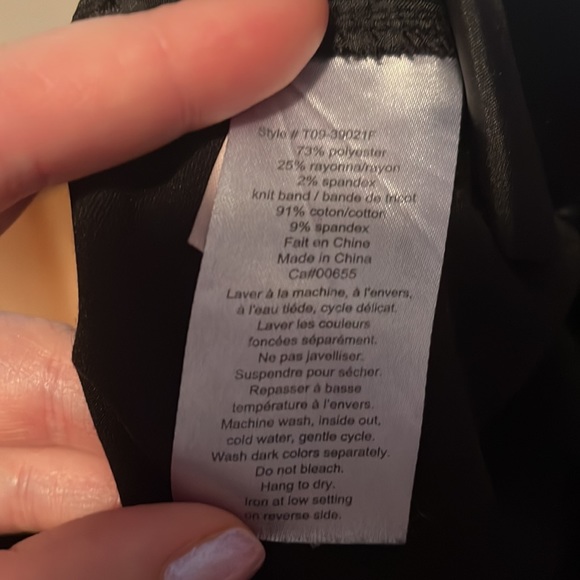 Style # T09-39021F
73% polyester
25% rayonna/rayon
2% spandex
knit band / bande de tricot
91% coton/cotton
9% spandex
Fait en Chine
Made in China
Ca#00655
Laver à la machine, à l'envers,
à l'eau tiéde, cycle délicat.
Laver les couleurs
foncées séparément.
Ne pas javelliser.
Suspendre pour sécher.
Repasser à basse
température à l'envers.
Machine wash, inside out,
cold water, gentle cycle.
Wash dark colors separately.
Do not bleach.
Hang to dry.
Iron at low setting
on reverse side.